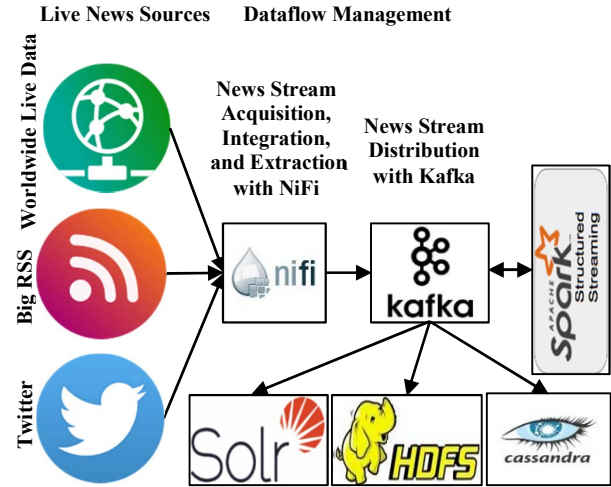 Live News Sources
Dataflow Management
Worldwide Live Data
Big RSS
Twitter
News Stream
Acquisition,
Integration,
and Extraction
with NiFi
News Stream
Distribution
with Kafka
nifi
kafka
APACHE
Spark
Structured
Streaming
Solr
HDFS
cassandra